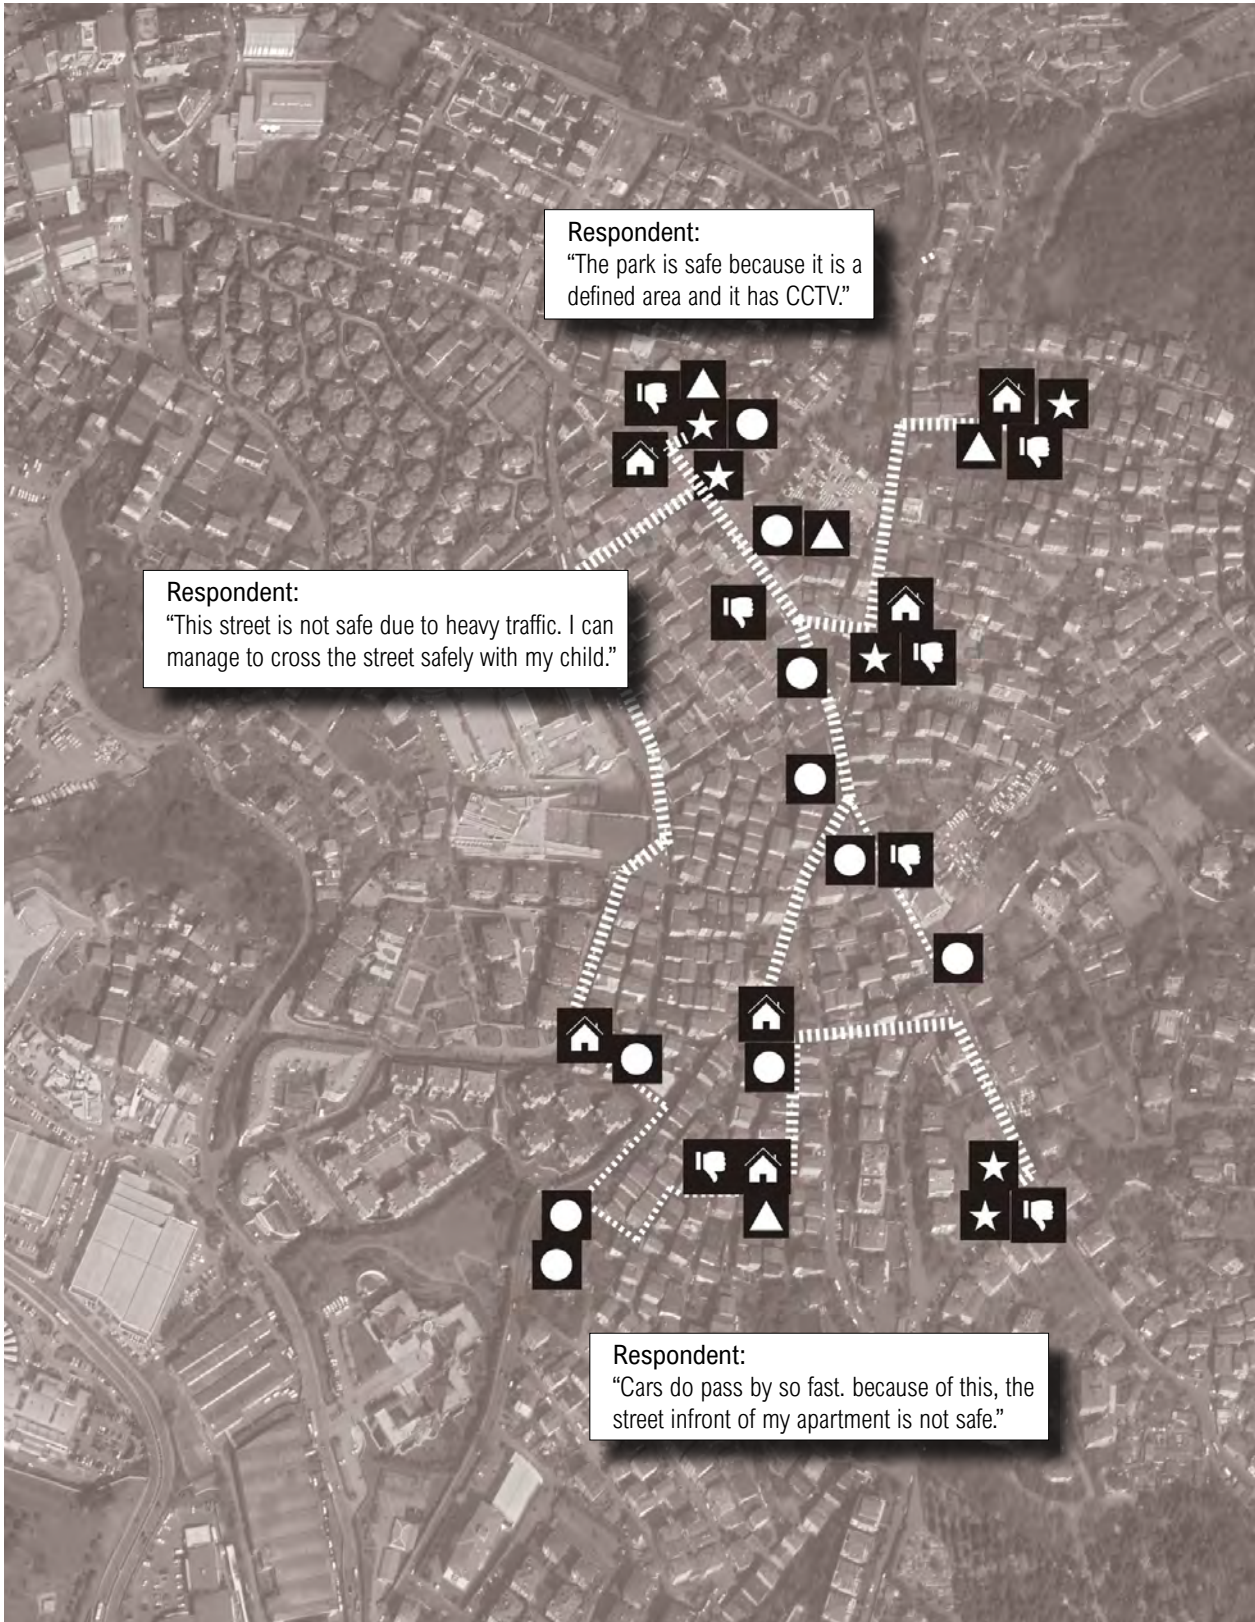 Respondent:
“The park is safe because it is a
defined area and it has CCTV.”
Respondent:
“This street is not safe due to heavy traffic. I can
manage to cross the street safely with my child.”
Respondent:
“Cars do pass by so fast. because of this, the
street infront of my apartment is not safe.”